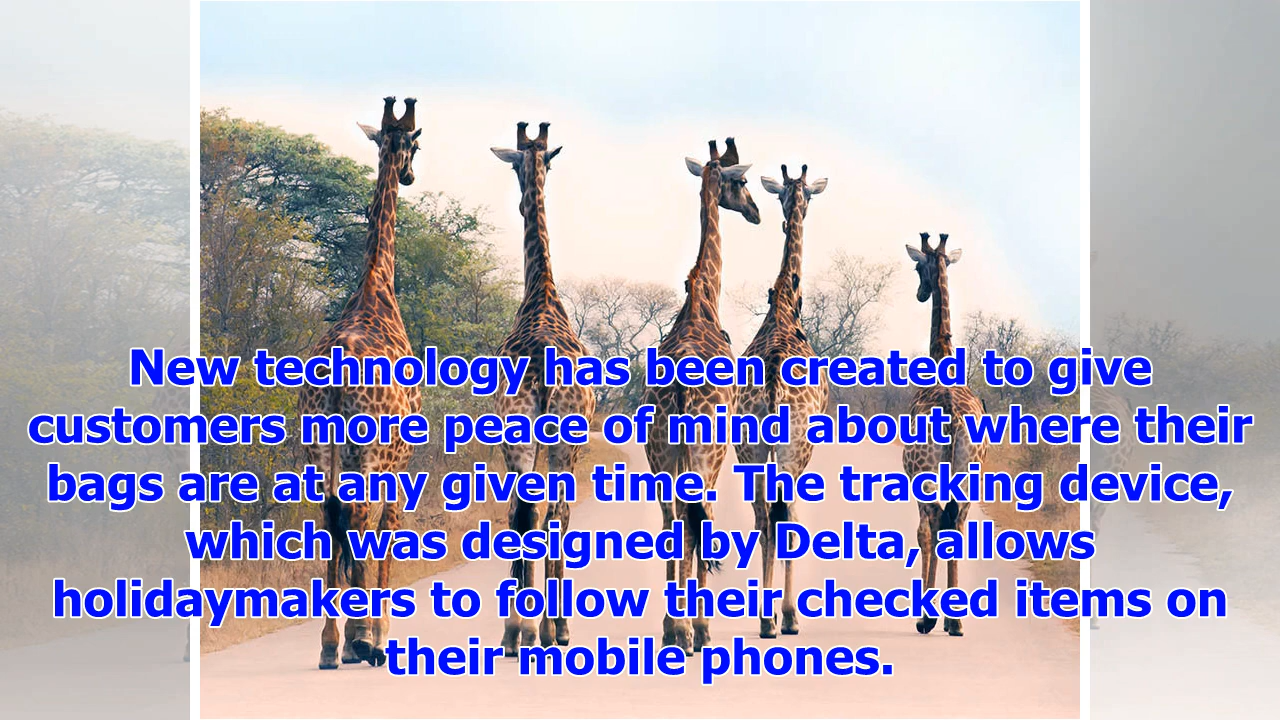 New technology has been created to give
customers more peace of mind about where their
bags are at any given time. The tracking device,
which was designed by Delta, allows
holidaymakers to follow their checked items on
their mobile phones.